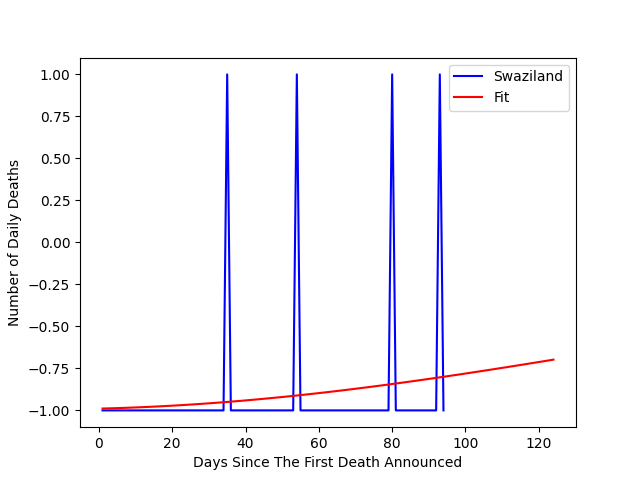 Swaziland
Fit
1.00
0.75
0.50
0.25
0.00
−0.25
−0.50
−0.75
−1.00
Number of Daily Deaths
0 20 40 60 80 100 120
Days Since The First Death Announced